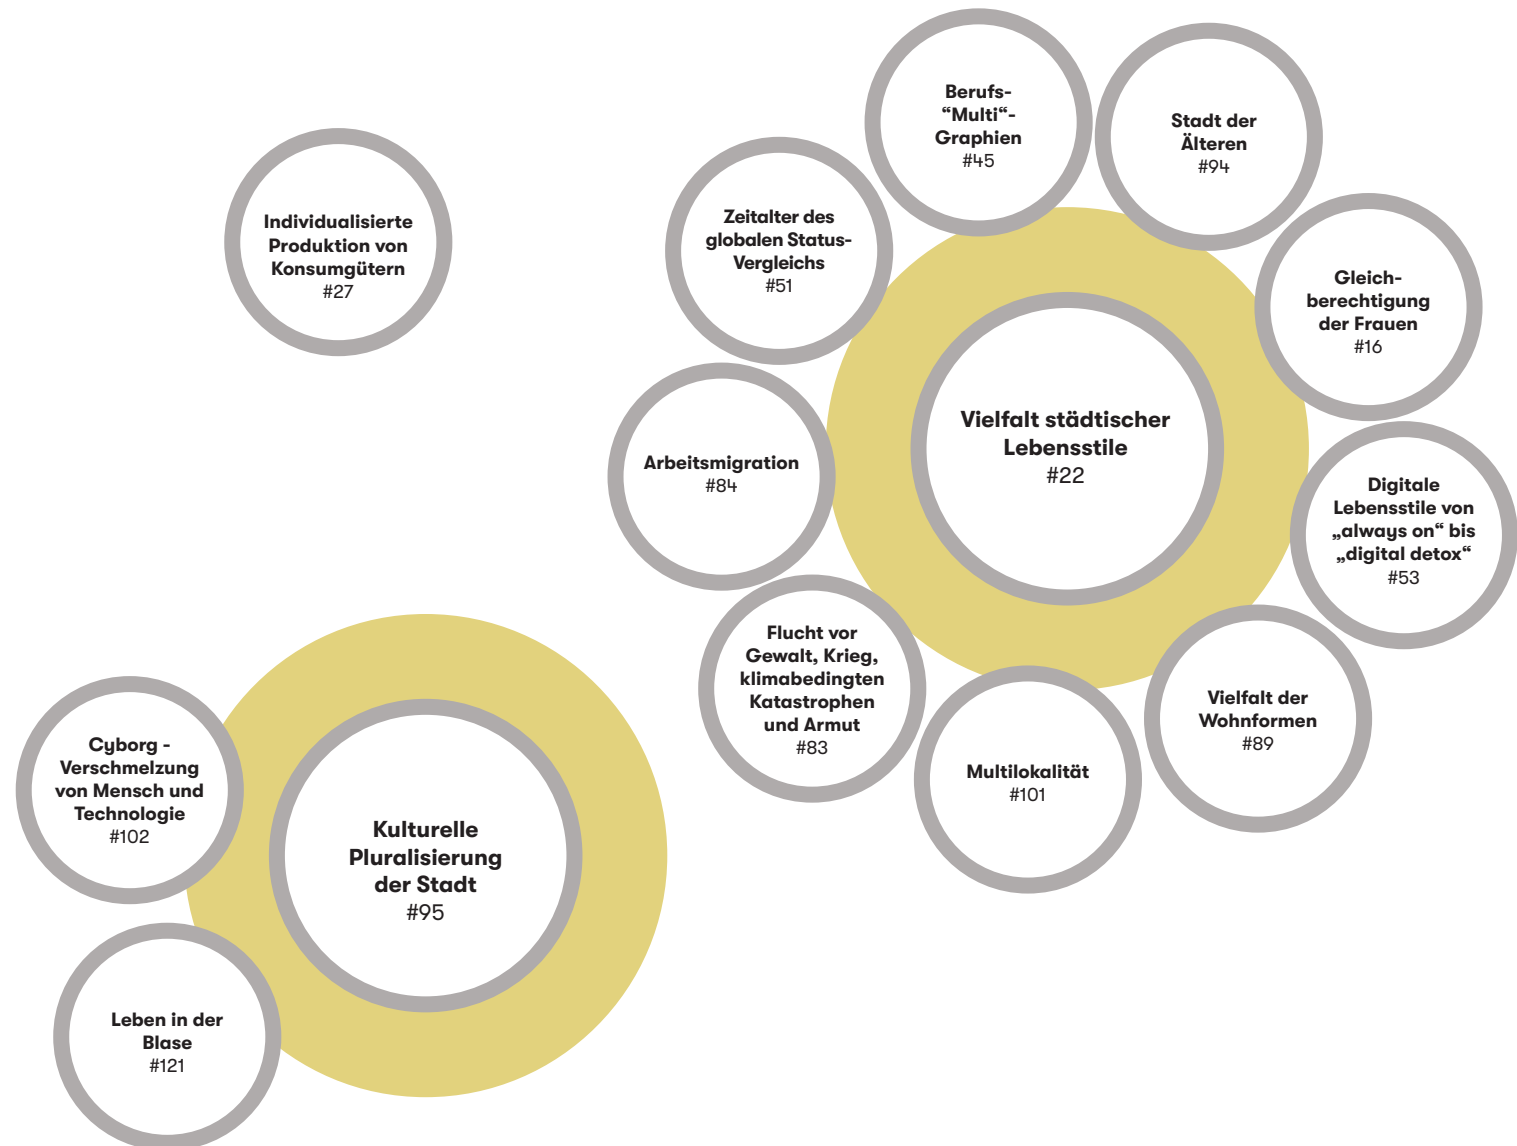 Berufs-
“Multi“-
Graphien
#45
Stadt der
Älteren
#94
Individualisierte
Produktion von
Konsumgütern
#27
Zeitalter des
globalen Status-
Vergleichs
#51
Gleich-
berechtigung
der Frauen
#16
Vielfalt städtischer
Lebensstile
#22
Arbeitsmigration
#84
Digitale
Lebensstile von
„always on“ bis
„digital detox“
#53
Flucht vor
Gewalt, Krieg,
klimabedingten
Katastrophen
und Armut
#83
Vielfalt der
Wohnformen
#89
Multilokalität
#101
Cyborg -
Verschmelzung
von Mensch und
Technologie
#102
Kulturelle
Pluralisierung
der Stadt
#95
Leben in der
Blase
#121